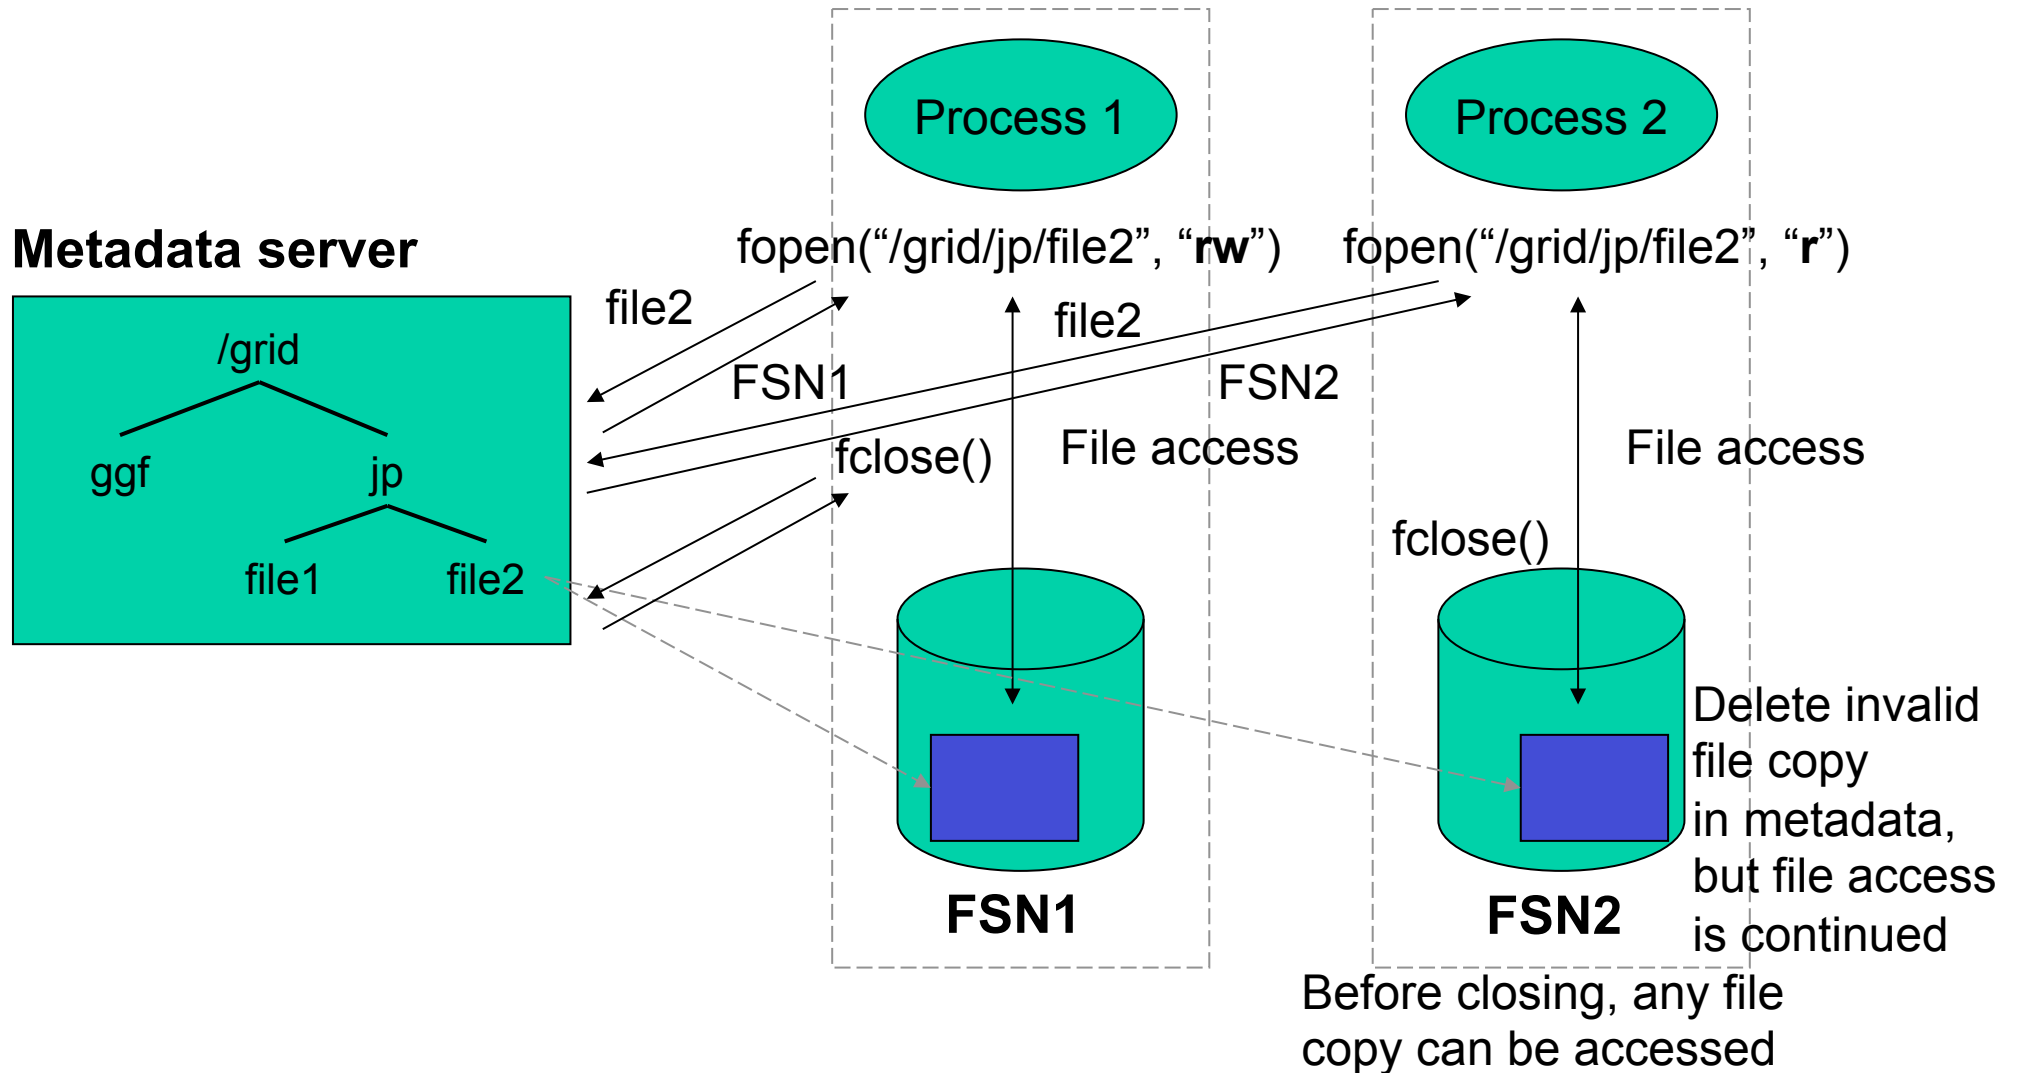 Process 1
Process 2
Metadata server
fopen(“/grid/jp/file2”, “rw”)
fopen(“/grid/jp/file2”, “r”)
file2
file2
/grid
FSN1
FSN2
ggf
jp
fclose()
File access
File access
fclose()
file1
file2
Delete invalid
file copy
in metadata,
but file access
is continued
FSN1
FSN2
Before closing, any file
copy can be accessed